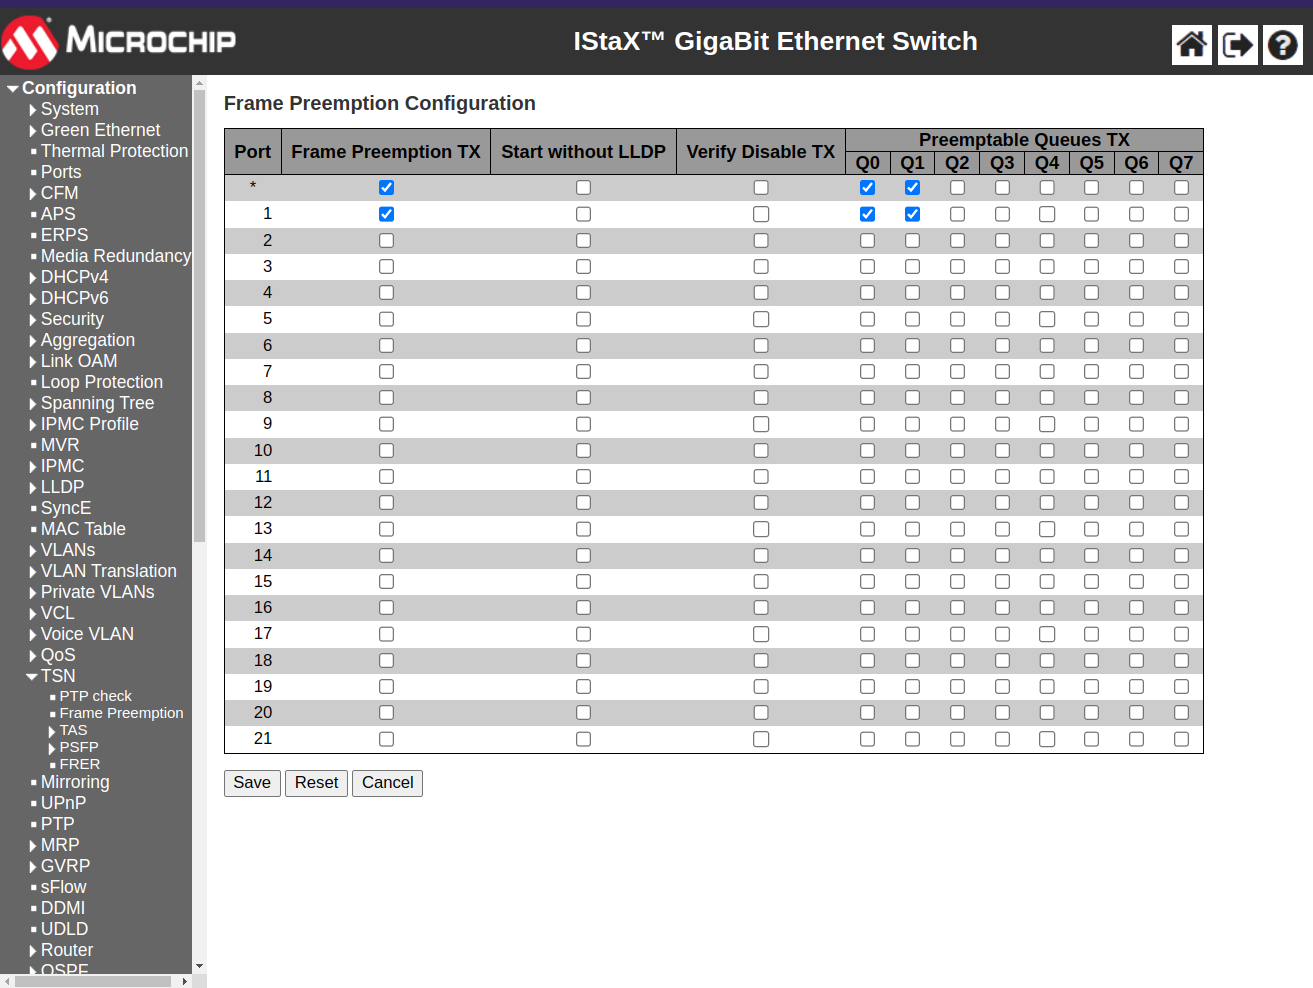 MICROCHIP
IStaX™ GigaBit Ethernet Switch
Configuration
System
Green Ethernet
Thermal Protection
Ports
CFM
APS
ERPS
Media Redundancy
DHCPv4
DHCPv6
Security
Aggregation
Link OAM
Loop Protection
Spanning Tree
IPMC Profile
MVR
IPMC
LLDP
SyncE
MAC Table
VLANs
VLAN Translation
Private VLANs
VCL
Voice VLAN
QoS
TSN
PTP check
Frame Preemption
TAS
PSFP
FRER
Mirroring
UPnP
PTP
MRP
GVRP
sFlow
DDMI
UDLD
Router
OSPF
Frame Preemption Configuration
Port Frame Preemption TX Start without LLDP Verify Disable TX Preemptable Queues TX
Q0 Q1 Q2 Q3 Q4 Q5 Q6 Q7
*
1
2
3
4
5
6
7
8
9
10
11
12
13
14
15
16
17
18
19
20
21
Save Reset Cancel